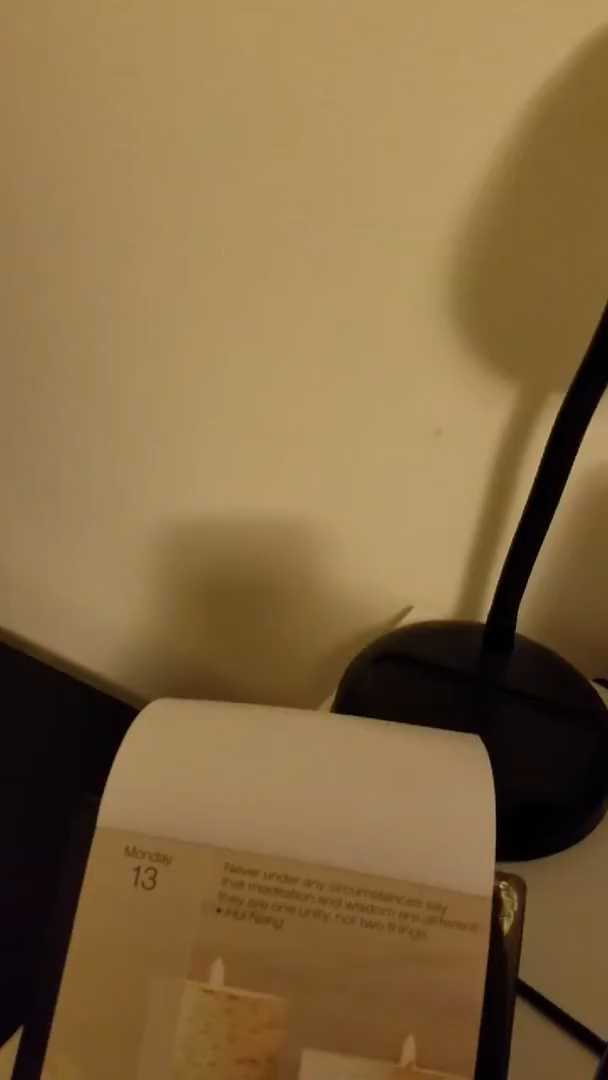 Monday
13
Never under any circumstances say
that meditation and wisdom are different:
they are one unity, not two things.
• Hui Neng